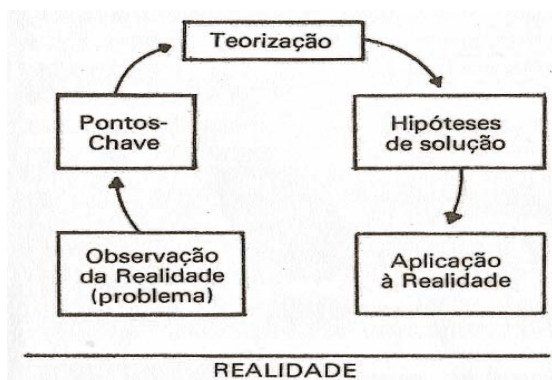 Teorização
Pontos-
Chave
Hipóteses
de solução
Observação
da Realidade
(problema)
Aplicação
à Realidade
REALIDADE